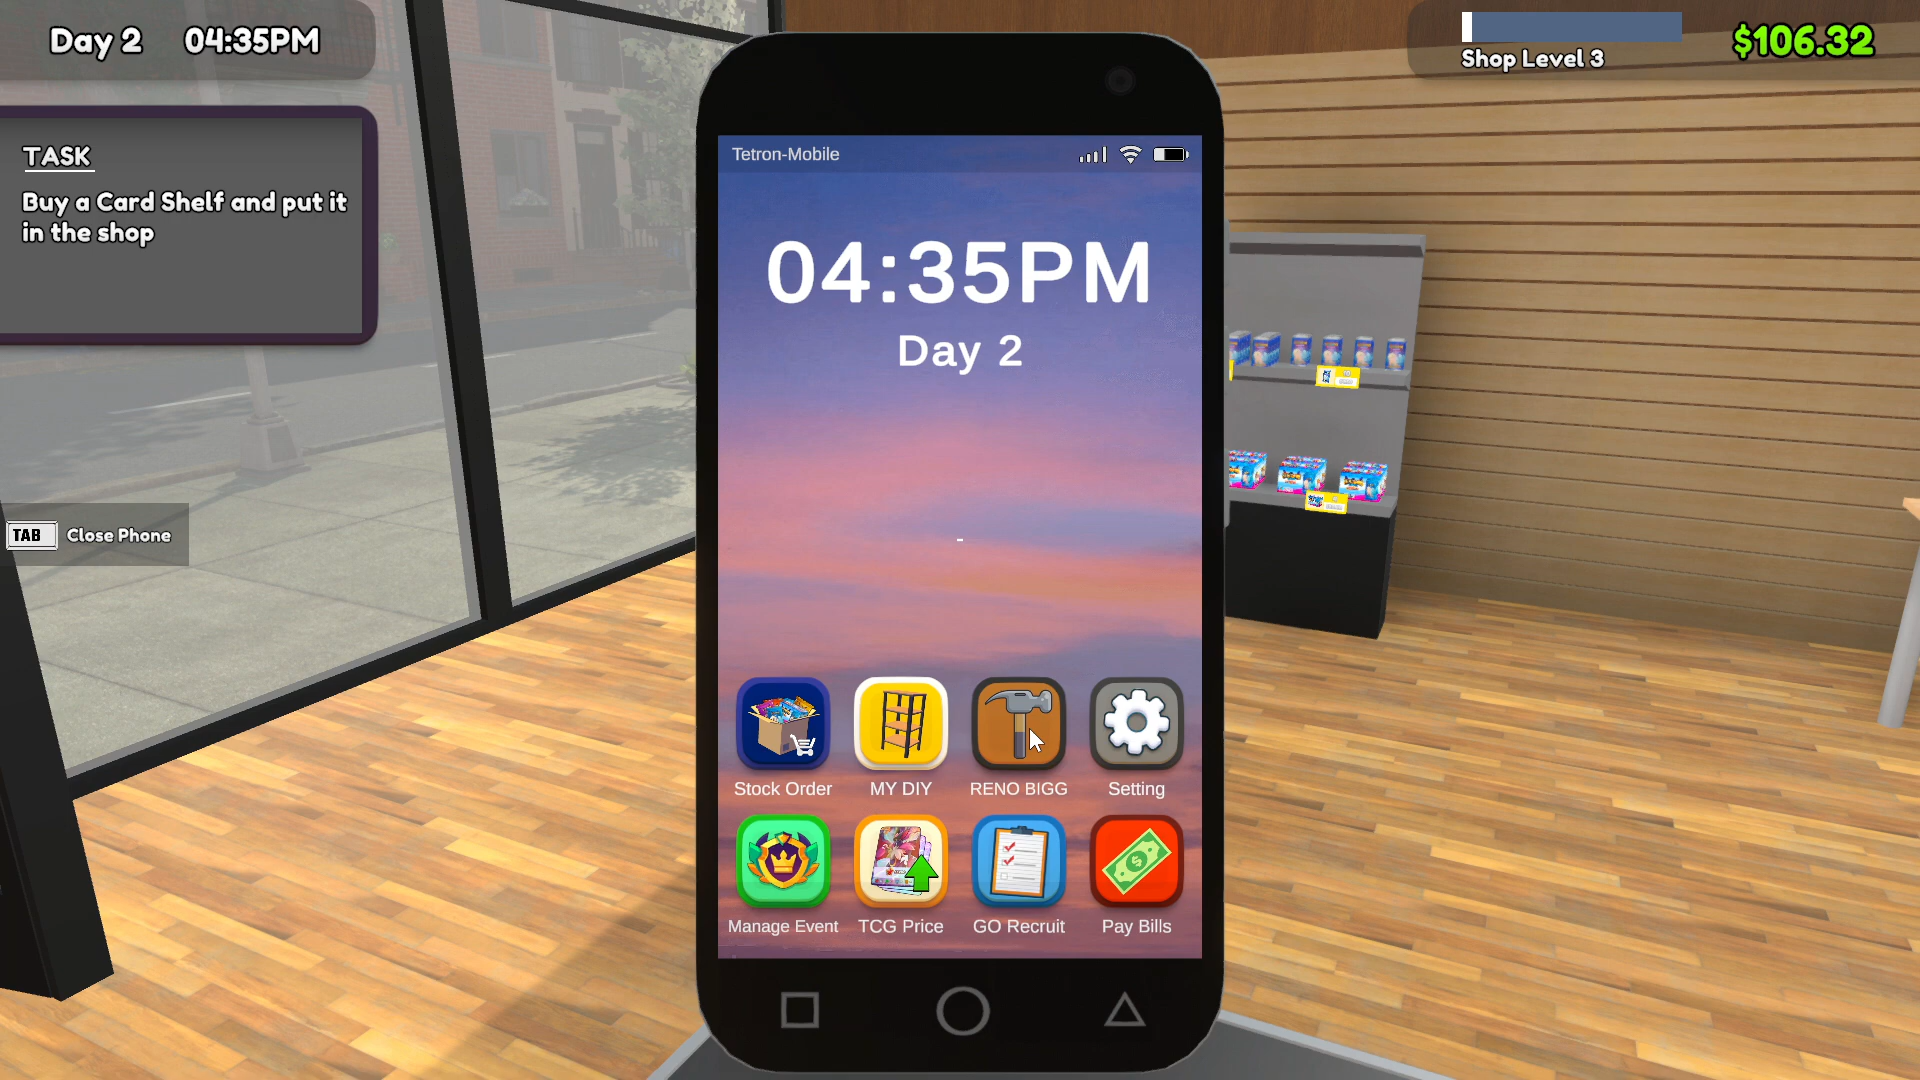 Day 2 04:35PM
Shop Level 3
$106.32
TASK
Buy a Card Shelf and put it
in the shop
TAB Close Phone
Tetron-Mobile
04:35PM
Day 2
Stock Order
MY DIY
RENO BIGG
Setting
Manage Event
TCG Price
GO Recruit
Pay Bills